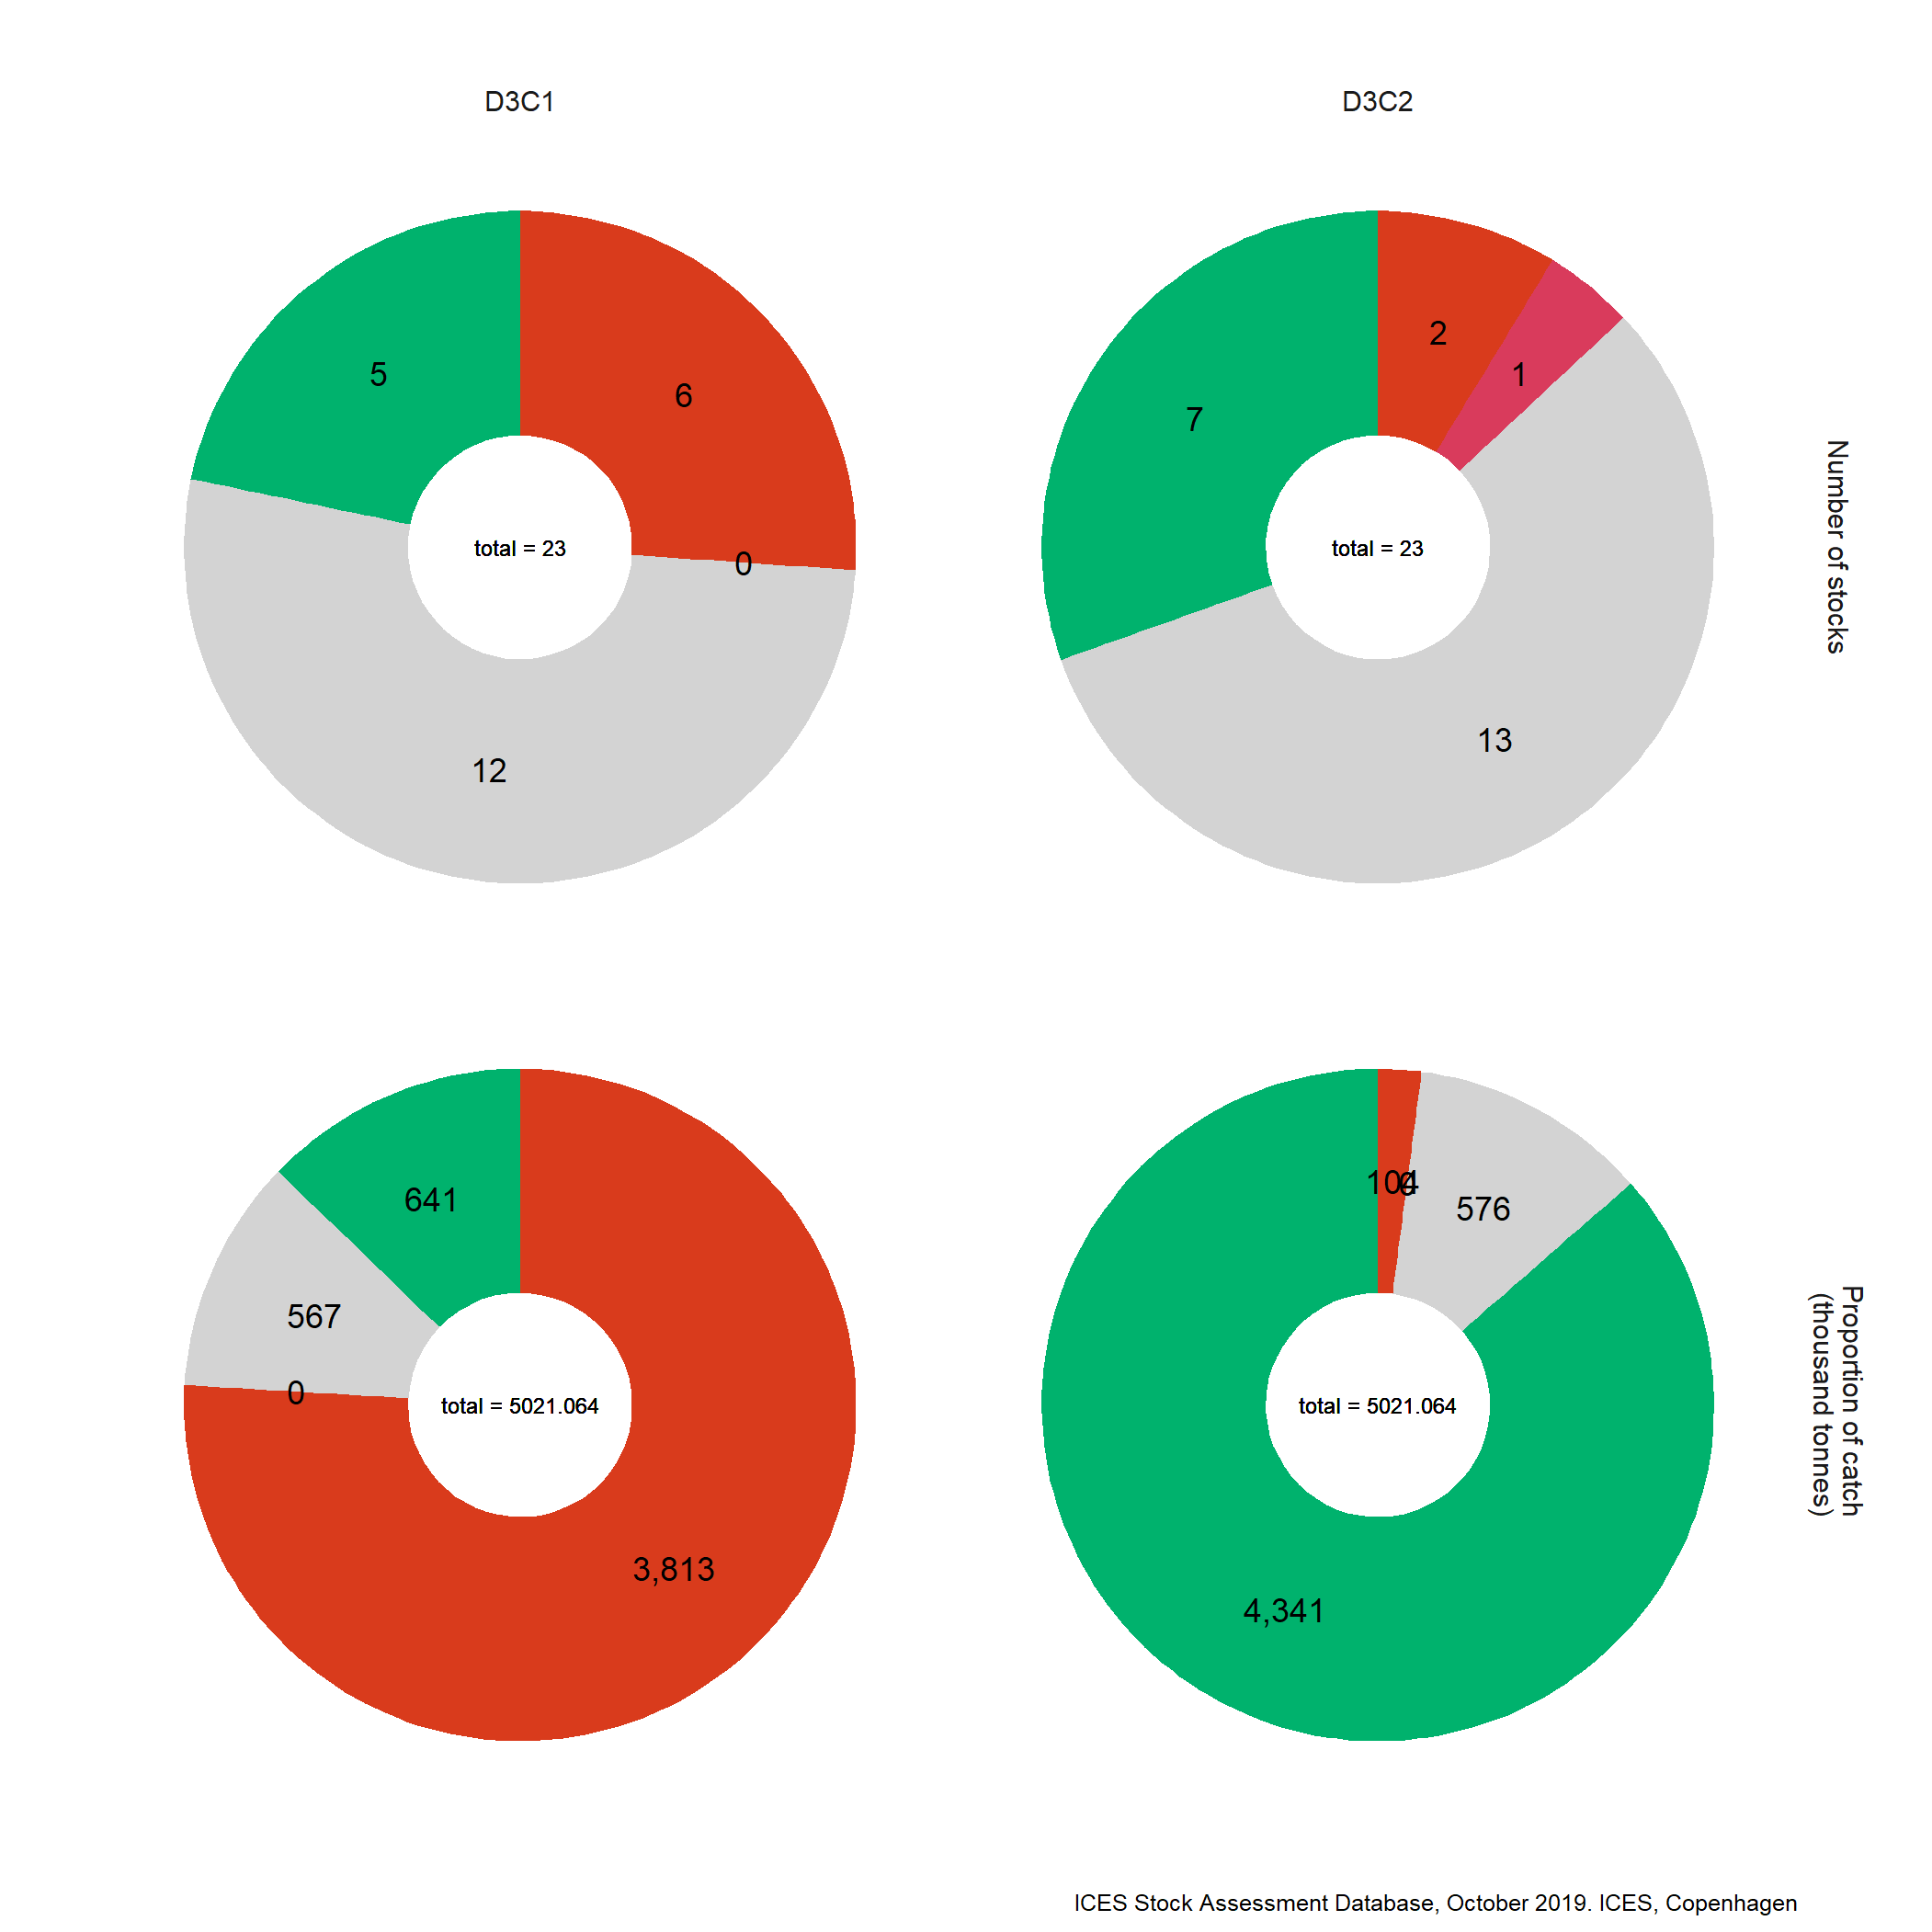 D3C1
D3C2
5
6
0
12
total = 23
2
1
7
13
total = 23
Number of stocks
641
567
0
3,813
total = 5021.064
104
0
576
4,341
total = 5021.064
Proportion of catch
(thousand tonnes)
ICES Stock Assessment Database, October 2019. ICES, Copenhagen